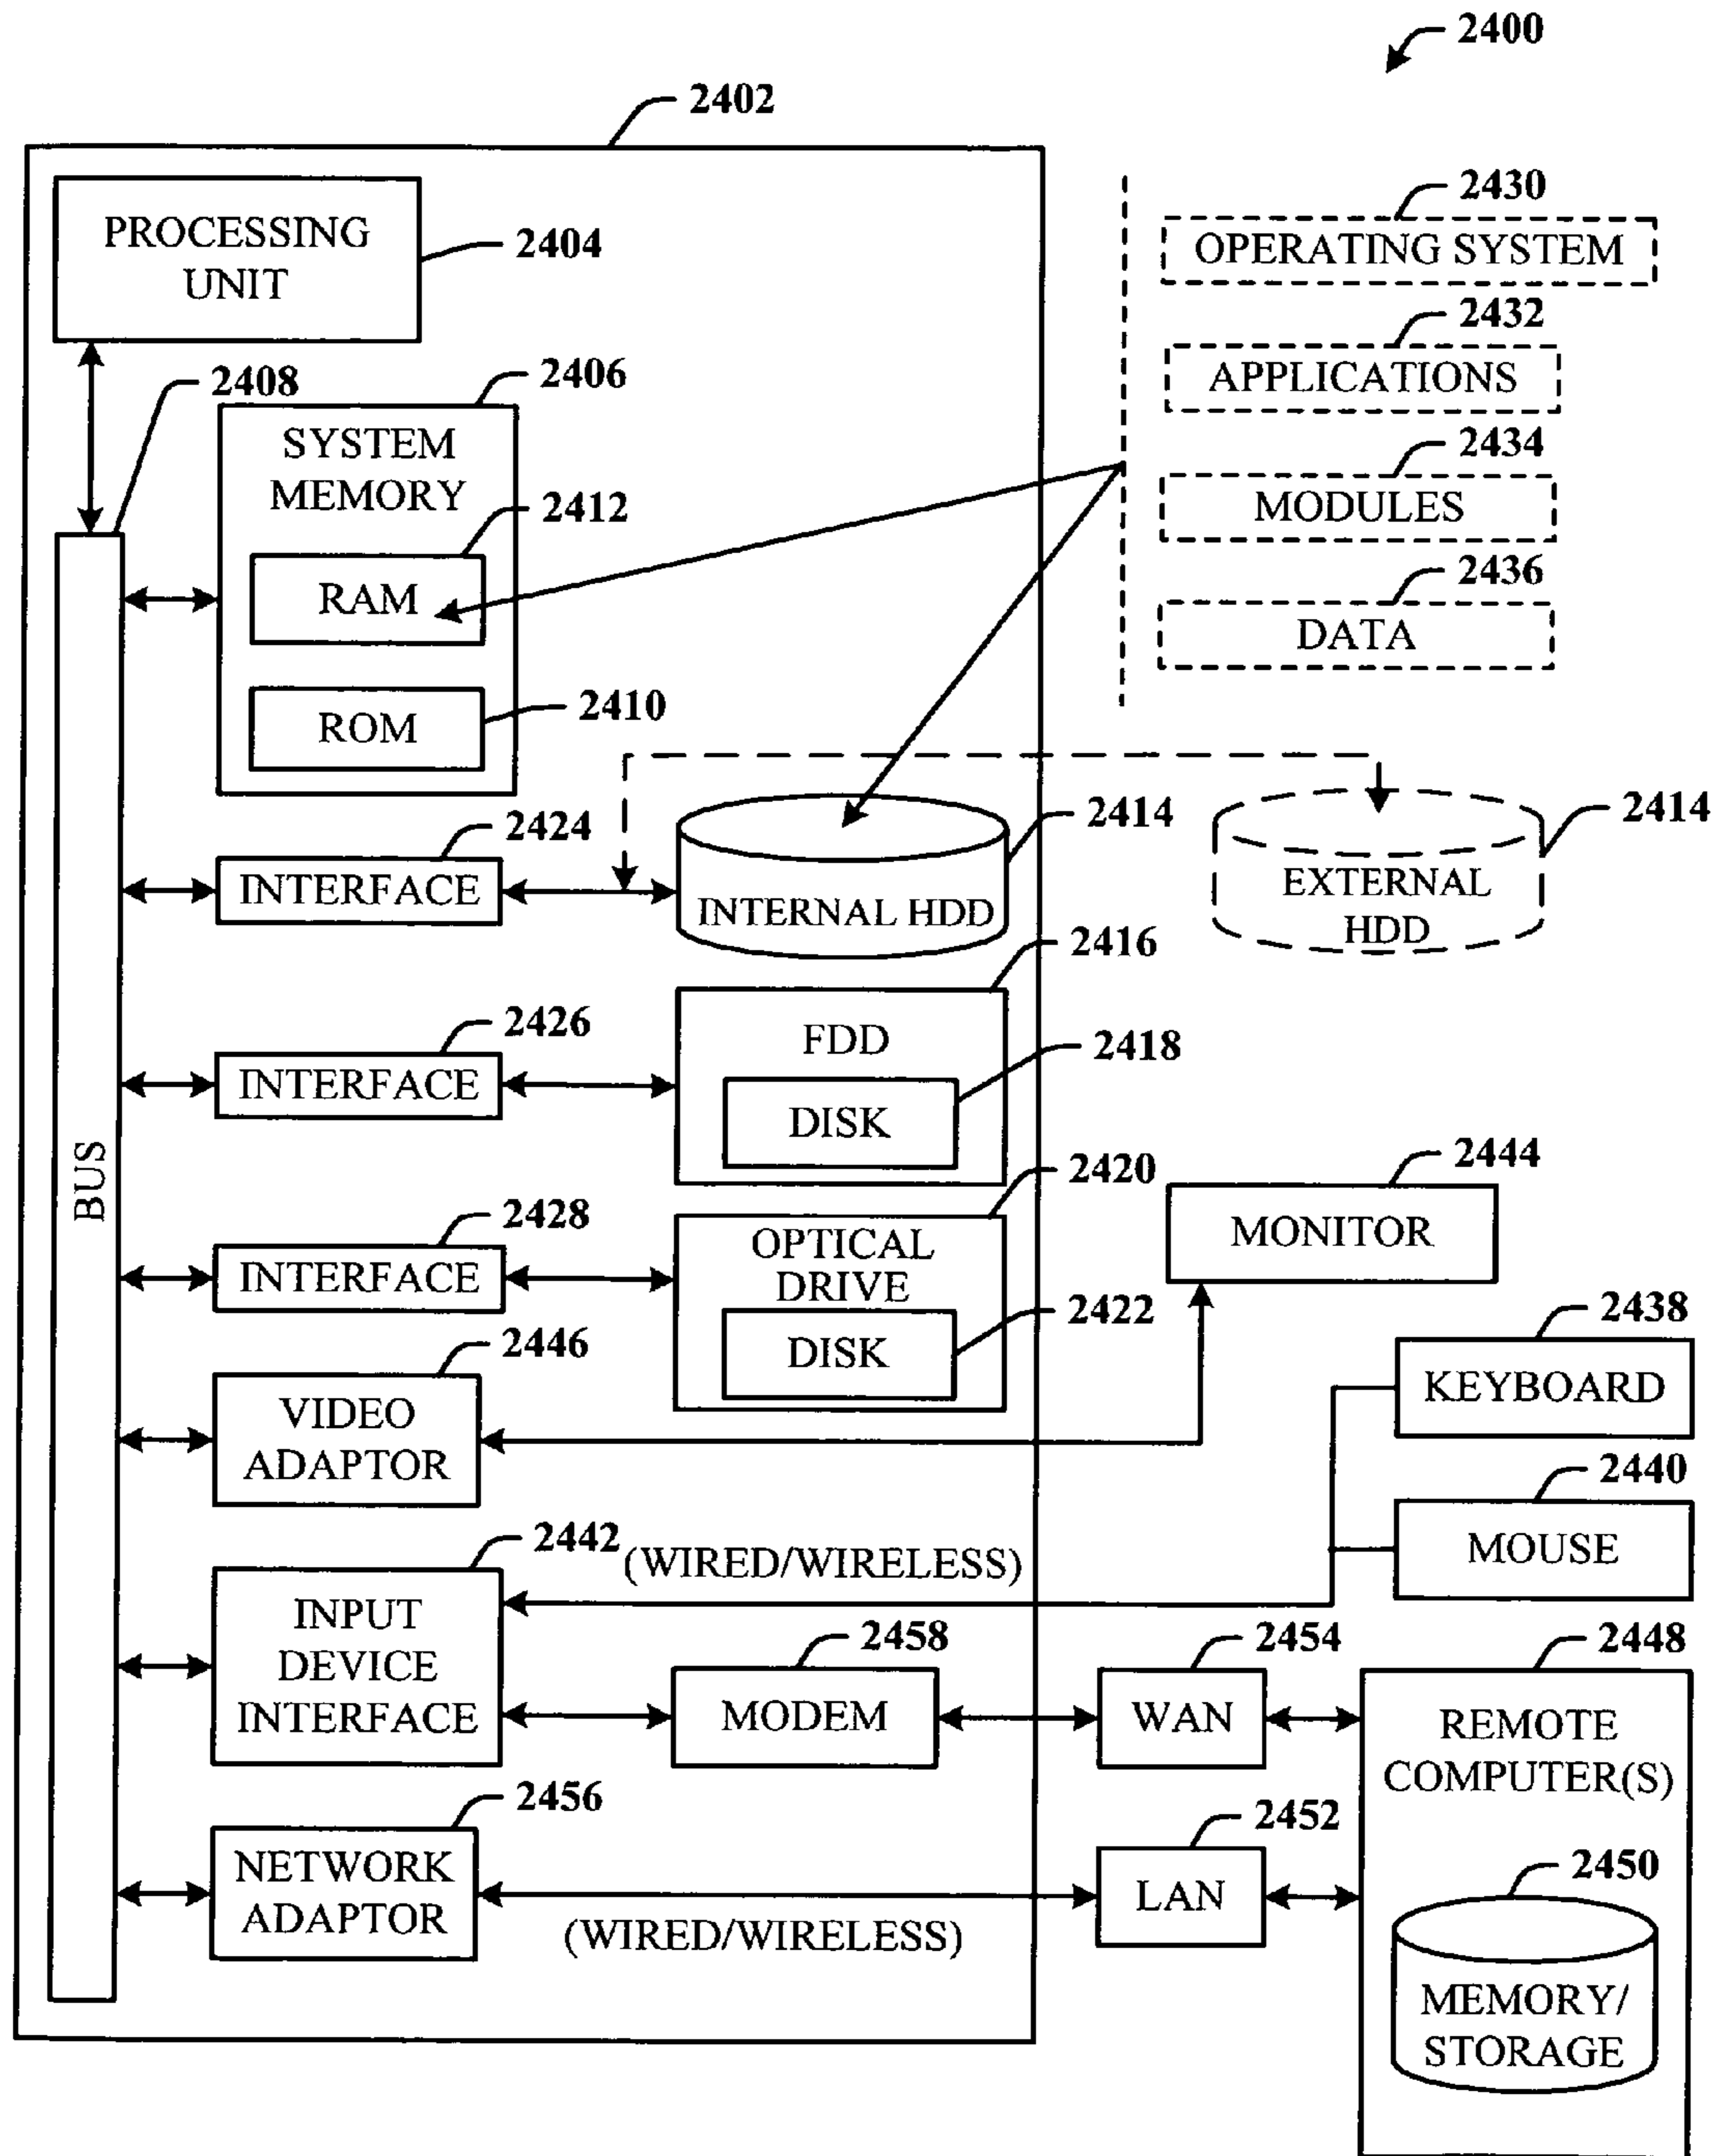 2400
2402
PROCESSING
UNIT
2404
2430
OPERATING SYSTEM
2432
APPLICATIONS
2434
MODULES
2436
DATA
2408
2406
SYSTEM
MEMORY
2412
RAM
2410
ROM
2424
INTERFACE
2414
INTERNAL HDD
2414
EXTERNAL
HDD
2416
FDD
2418
DISK
2426
INTERFACE
BUS
2420
OPTICAL
DRIVE
2422
DISK
2428
INTERFACE
2444
MONITOR
2446
VIDEO
ADAPTOR
2438
KEYBOARD
2440
MOUSE
2442
(WIRED/WIRELESS)
INPUT
DEVICE
INTERFACE
2458
MODEM
2454
WAN
2448
REMOTE
COMPUTER(S)
2456
NETWORK
ADAPTOR
(WIRED/WIRELESS)
2452
LAN
2450
MEMORY/
STORAGE